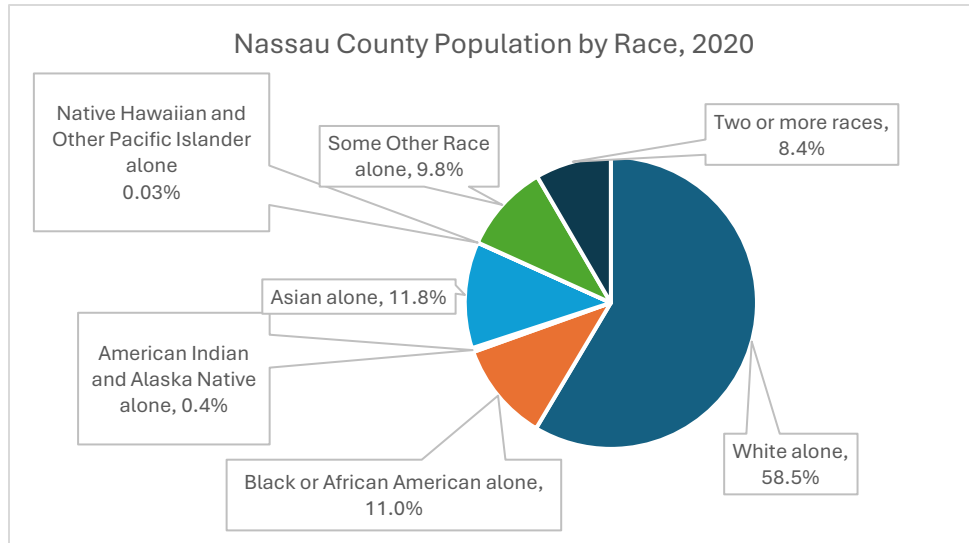 Nassau County Population by Race, 2020
Native Hawaiian and
Other Pacific Islander
alone
0.03%
Some Other Race
alone, 9.8%
Two or more races,
8.4%
Asian alone, 11.8%
American Indian
and Alaska Native
alone, 0.4%
White alone,
58.5%
Black or African American alone,
11.0%